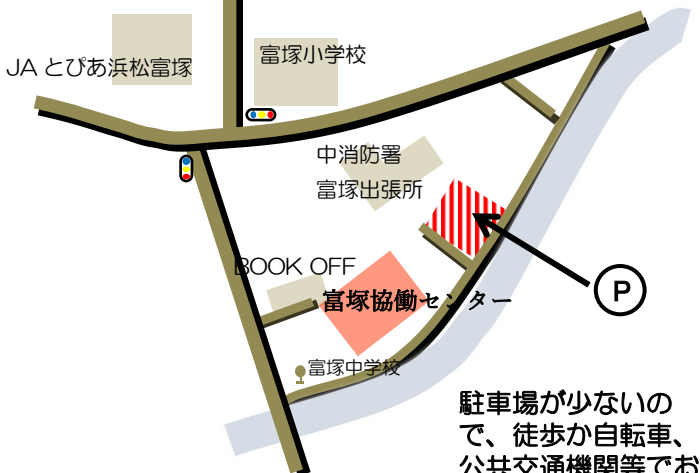 富塚小学校
JA とぴあ浜松富塚
中消防署
富塚出張所
BOOK OFF
P
富塚協働センター
富塚中学校
駐車場が少ないの
で、徒歩か自転車、
公共交通機関等でお